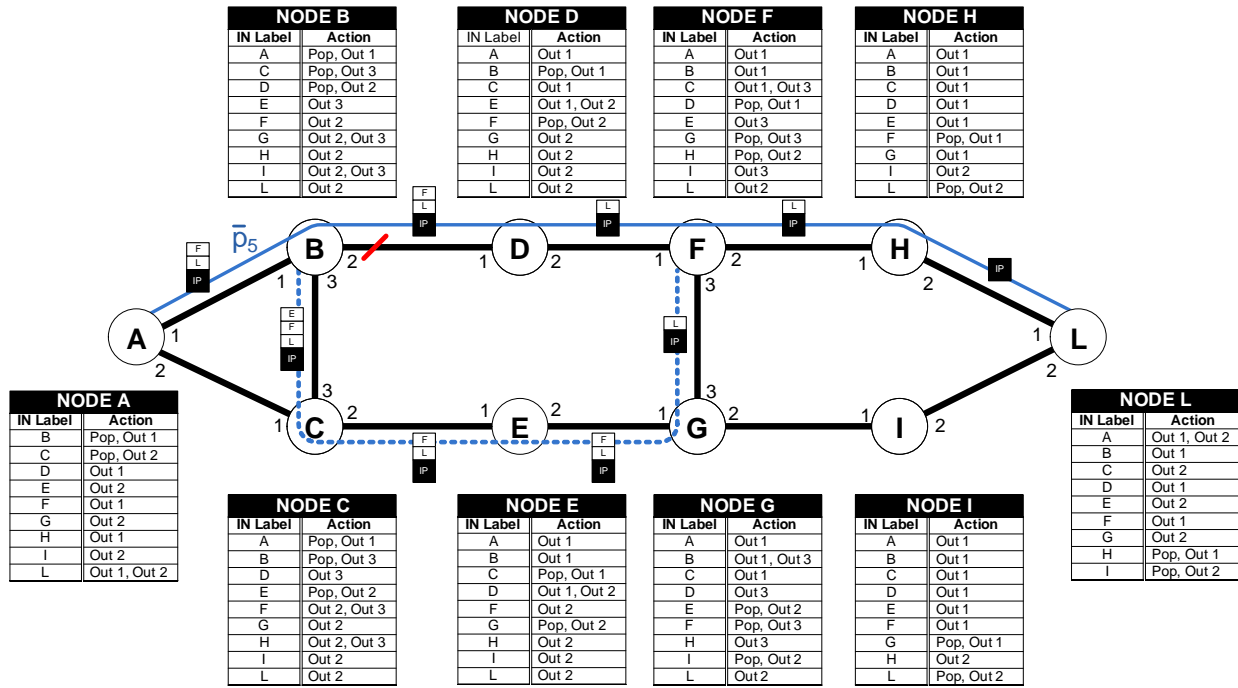 NODE B
IN Label Action
A Pop, Out 1
C Pop, Out 3
D Pop, Out 2
E Out 3
F Out 2
G Out 2, Out 3
H Out 2
I Out 2, Out 3
L Out 2
NODE D
IN Label Action
A Out 1
B Pop, Out 1
C Out 1
E Out 1, Out 2
F Pop, Out 2
G Out 2
H Out 2
I Out 2
L Out 2
NODE F
IN Label Action
A Out 1
B Out 1
C Out 1, Out 3
D Pop, Out 1
E Out 3
G Pop, Out 3
H Pop, Out 2
I Out 3
L Out 2
NODE H
IN Label Action
A Out 1
B Out 1
C Out 1
D Out 1
E Out 1
F Pop, Out 1
G Out 1
I Out 2
L Pop, Out 2
F
L
IP
L
IP
L
IP
p̅5
F
L
IP
B
2
1
3
D
1
2
F
1
2
3
H
1
2
IP
E
F
L
IP
L
IP
A
1
2
L
1
2
C
3
2
1
E
1
2
G
3
1
2
I
1
2
F
L
IP
F
L
IP
NODE A
IN Label Action
B Pop, Out 1
C Pop, Out 2
D Out 1
E Out 2
F Out 1
G Out 2
H Out 1
I Out 2
L Out 1, Out 2
NODE L
IN Label Action
A Out 1, Out 2
B Out 1
C Out 2
D Out 1
E Out 2
F Out 1
G Out 2
H Pop, Out 1
I Pop, Out 2
NODE C
IN Label Action
A Pop, Out 1
B Pop, Out 3
D Out 3
E Pop, Out 2
F Out 2, Out 3
G Out 2
H Out 2, Out 3
I Out 2
L Out 2
NODE E
IN Label Action
A Out 1
B Out 1
C Pop, Out 1
D Out 1, Out 2
F Out 2
G Pop, Out 2
H Out 2
I Out 2
L Out 2
NODE G
IN Label Action
A Out 1
B Out 1, Out 3
C Out 1
D Out 3
E Pop, Out 2
F Pop, Out 3
H Out 3
I Pop, Out 2
L Out 2
NODE I
IN Label Action
A Out 1
B Out 1
C Out 1
D Out 1
E Out 1
F Out 1
G Pop, Out 1
H Out 2
L Pop, Out 2